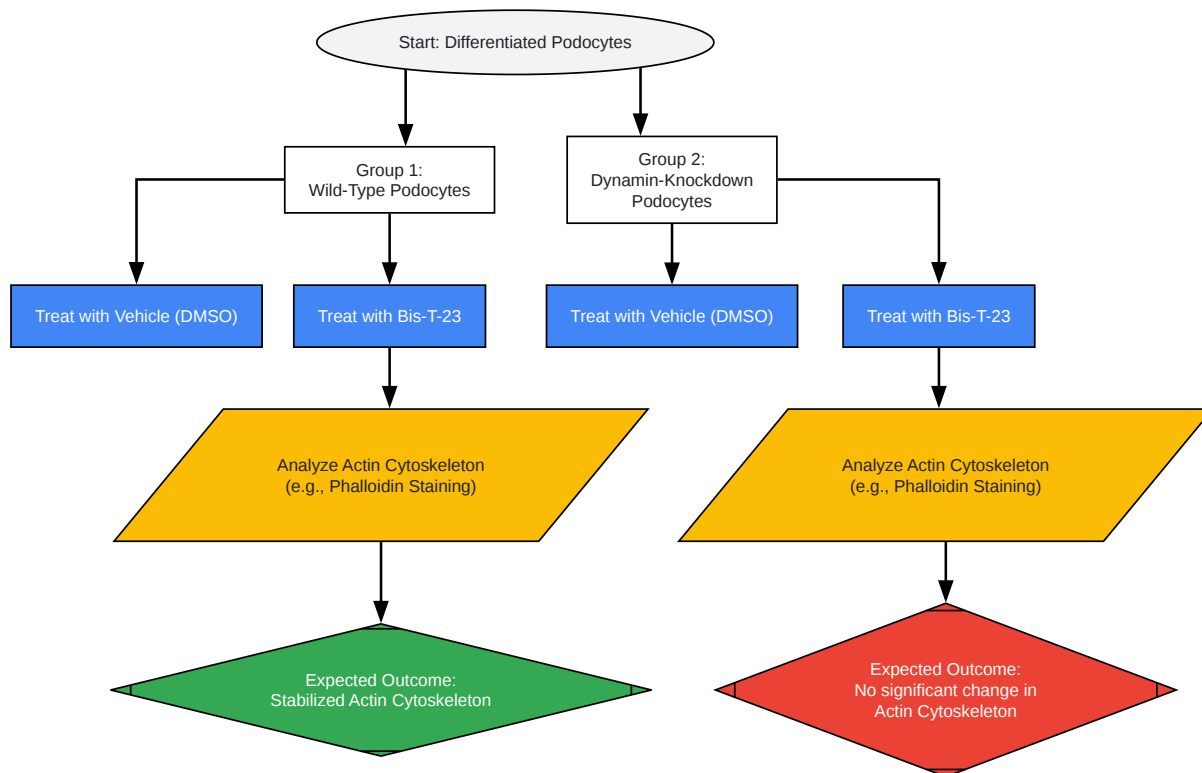 Start: Differentiated Podocytes
Group 1:
Wild-Type Podocytes
Group 2:
Dynamin-Knockdown
Podocytes
Treat with Vehicle (DMSO)
Treat with Bis-T-23
Treat with Vehicle (DMSO)
Treat with Bis-T-23
Analyze Actin Cytoskeleton
(e.g., Phalloidin Staining)
Analyze Actin Cytoskeleton
(e.g., Phalloidin Staining)
Expected Outcome:
Stabilized Actin Cytoskeleton
Expected Outcome:
No significant change in
Actin Cytoskeleton